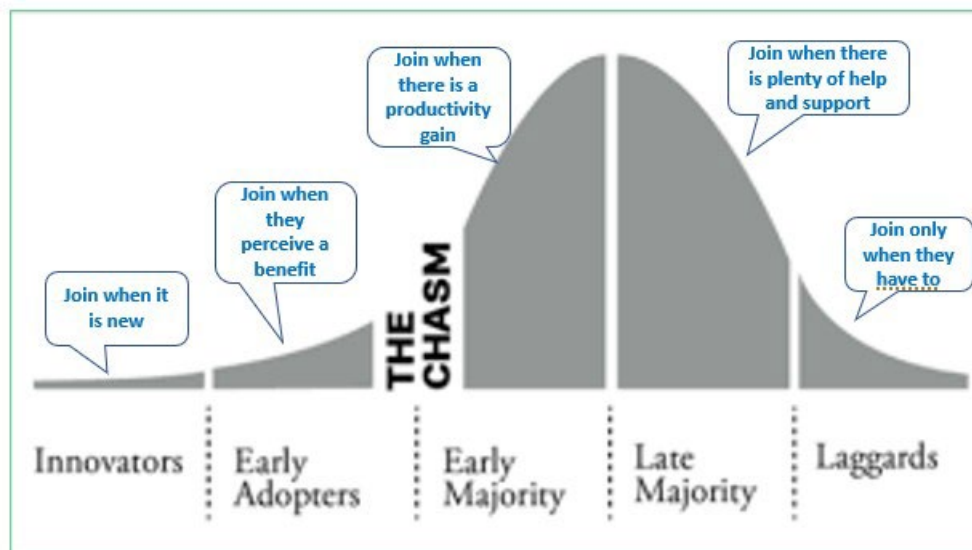 Join when it
is new
Join when
they
perceive a
benefit
THE
CHASM
Join when
there is a
productivity
gain
Join when there
is plenty of help
and support
Join only
when they
have to
Innovators
Early
Adopters
Early
Majority
Late
Majority
Laggards